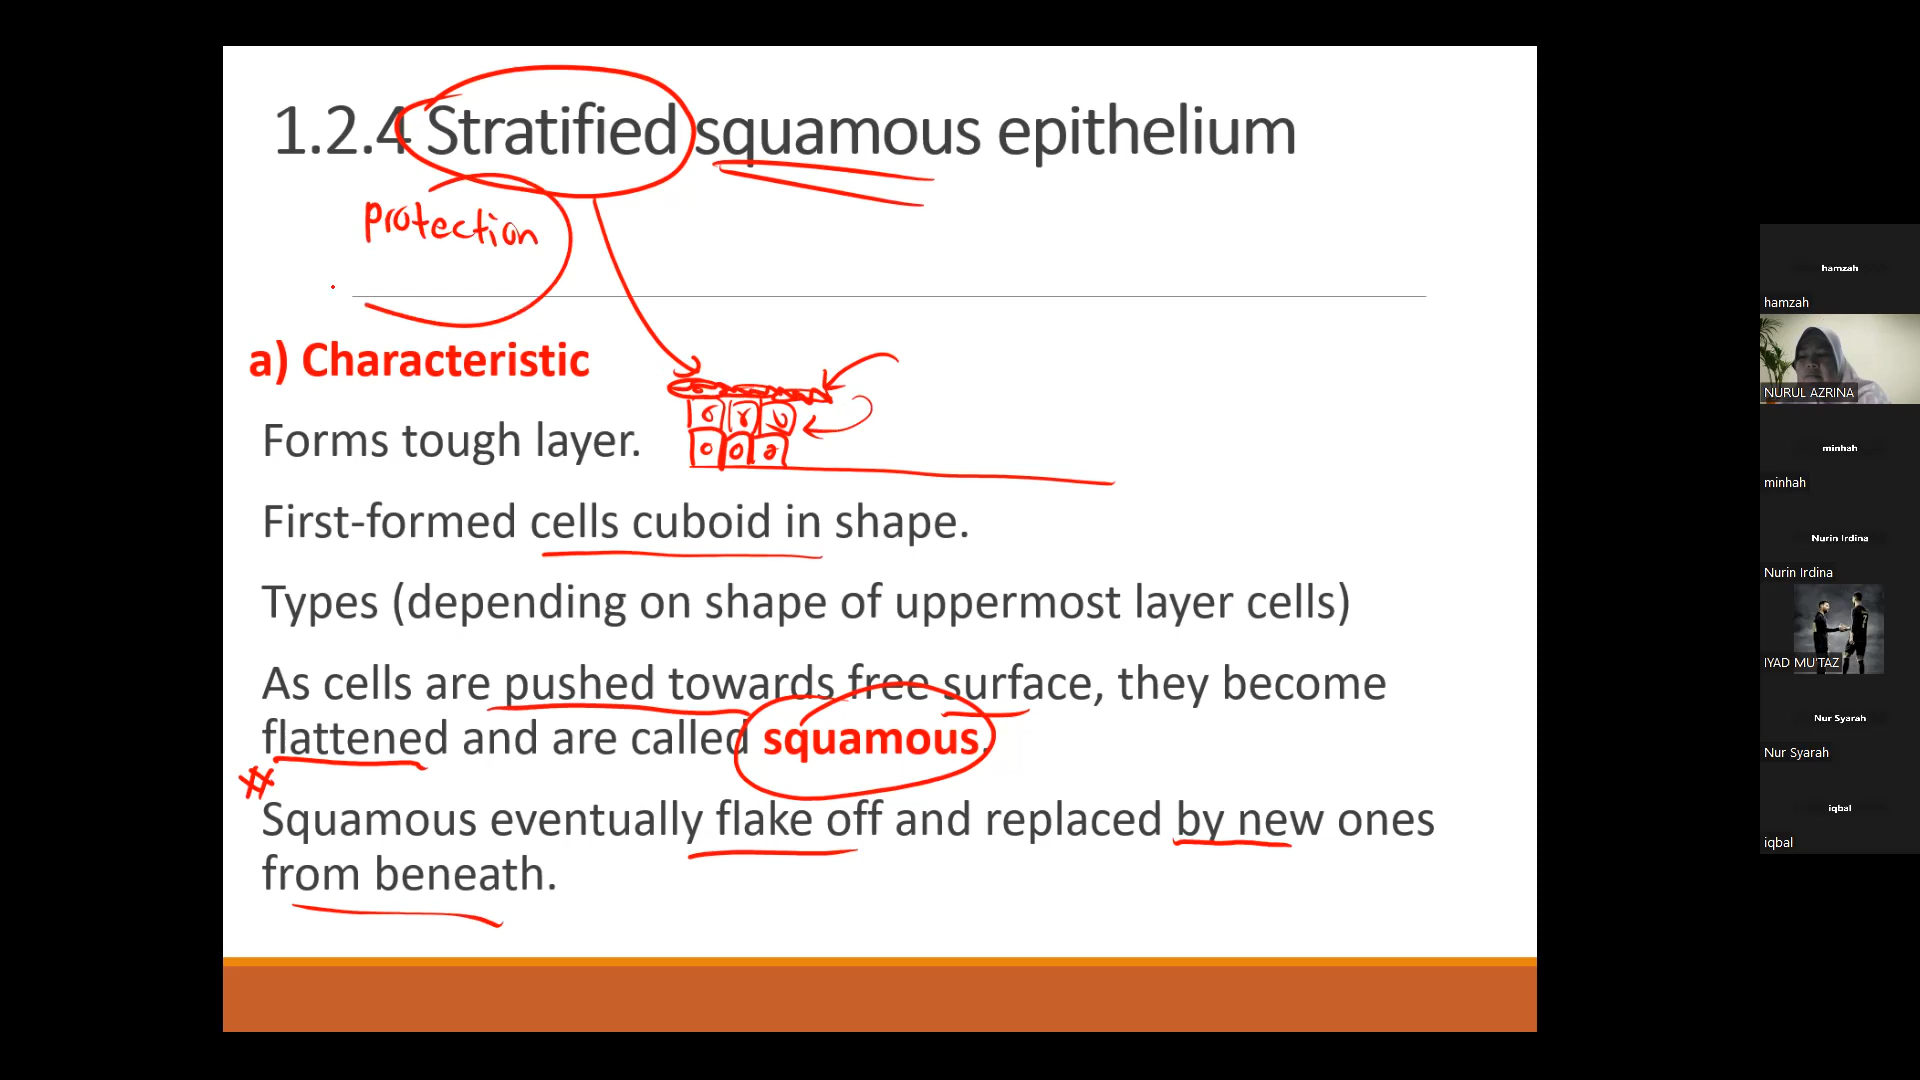 1.2.4 Stratified squamous epithelium
protection
a) Characteristic
Forms tough layer.
First-formed cells cuboid in shape.
Types (depending on shape of uppermost layer cells)
As cells are pushed towards free surface, they become
flattened and are called squamous.
#
Squamous eventually flake off and replaced by new ones
from beneath.
hamzah
hamzah
NURUL AZRINA
minhah
minhah
Nurin Irdina
Nurin Irdina
7
IYAD MU'TAZ
Nur Syarah
Nur Syarah
iqbal
iqbal